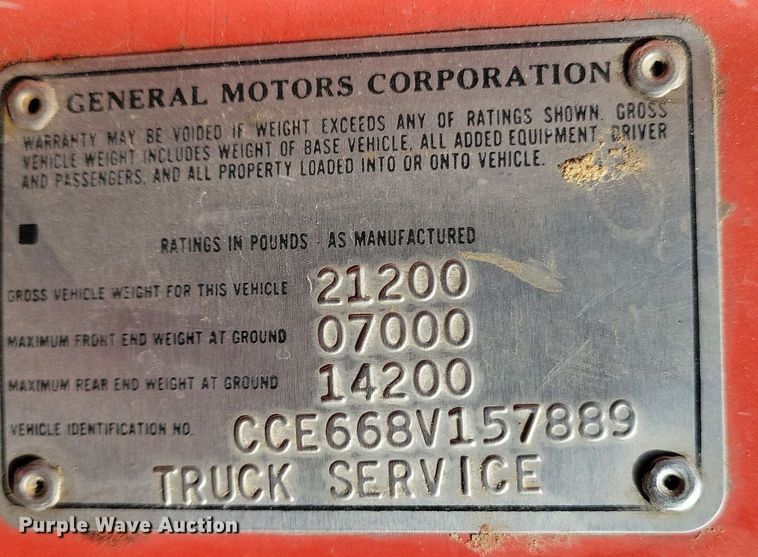 GENERAL MOTORS CORPORATION
WARRANTY MAY BE VOIDED IF WEIGHT EXCEEDS ANY OF RATINGS SHOWN. GROSS
VEHICLE WEIGHT INCLUDES WEIGHT OF BASE VEHICLE, ALL ADDED EQUIPMENT, DRIVER
AND PASSENGERS, AND ALL PROPERTY LOADED INTO OR ONTO VEHICLE.
RATINGS IN POUNDS - AS MANUFACTURED
GROSS VEHICLE WEIGHT FOR THIS VEHICLE 21200
MAXIMUM FRONT END WEIGHT AT GROUND 07000
MAXIMUM REAR END WEIGHT AT GROUND 14200
VEHICLE IDENTIFICATION NO. CCE668V157889
TRUCK SERVICE
Purple Wave Auction